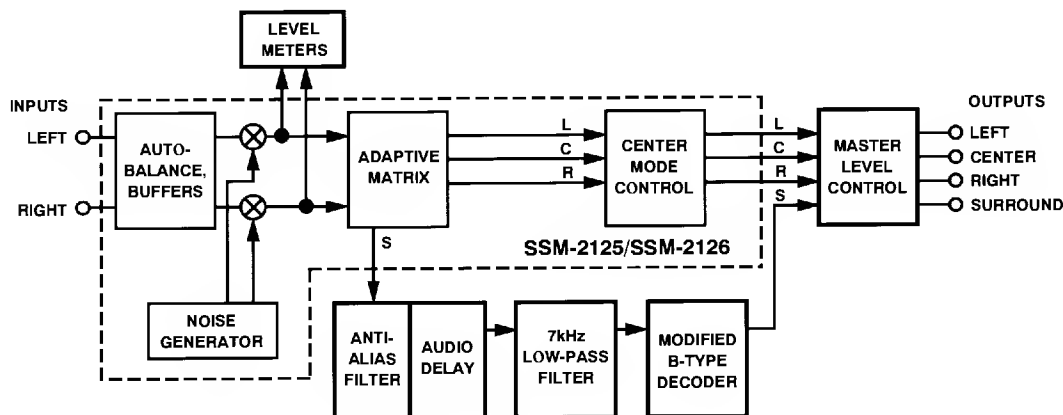 LEVEL
METERS
INPUTS
LEFT
RIGHT
AUTO-
BALANCE,
BUFFERS
ADAPTIVE
MATRIX
L
C
R
S
CENTER
MODE
CONTROL
L
C
R
S
MASTER
LEVEL
CONTROL
OUTPUTS
LEFT
CENTER
RIGHT
SURROUND
SSM-2125/SSM-2126
NOISE
GENERATOR
ANTI-
ALIAS
FILTER
AUDIO
DELAY
7kHz
LOW-PASS
FILTER
MODIFIED
B-TYPE
DECODER